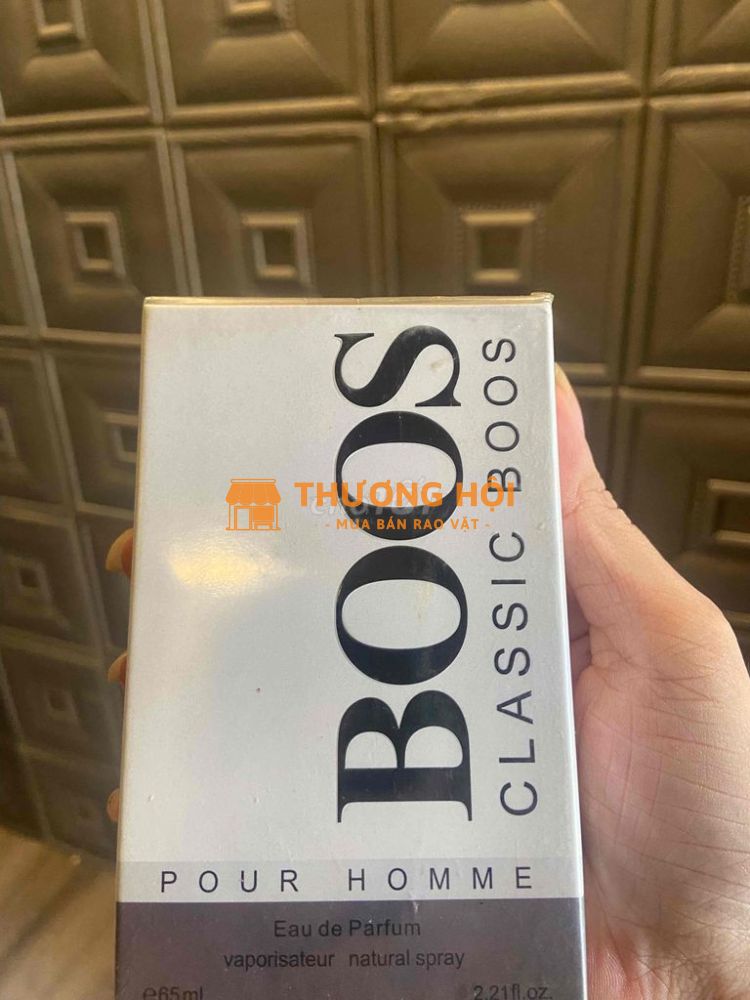 BOOS
CLASSIC BOOS
THƯƠNG HỘI
- MUA BÁN RAO VẶT -
POUR HOMME
Eau de Parfum
vaporisateur natural spray
e65ml
2.21fl.oz.